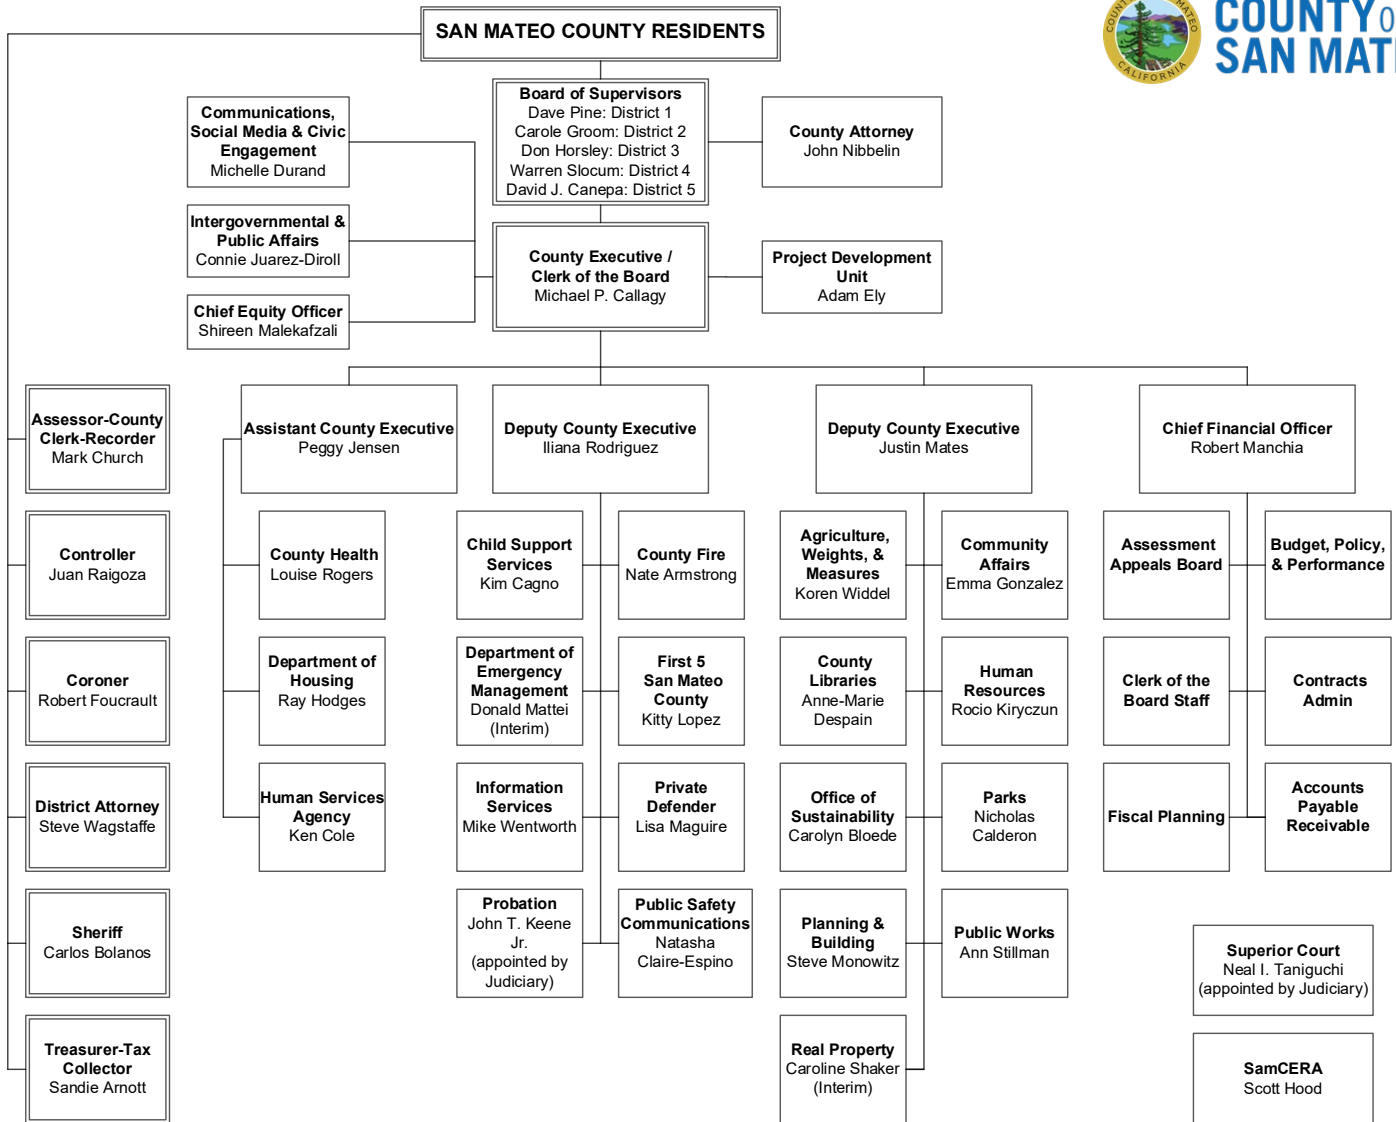 SAN MATEO COUNTY RESIDENTS
COUNTY
SAN
CALIFORNIA
Board of Supervisors
Dave Pine: District 1
Carole Groom: District 2
Don Horsley: District 3
Warren Slocum: District 4
David J. Canepa: District 5
Communications,
Social Media & Civic
Engagement
Michelle Durand
County Attorney
John Nibbelin
Intergovernmental &
Public Affairs
Connie Juarez-Diroll
County Executive /
Clerk of the Board
Michael P. Callagy
Project Development
Unit
Adam Ely
Chief Equity Officer
Shireen Malekafzali
Assessor-County
Clerk-Recorder
Mark Church
Assistant County Executive
Peggy Jensen
Deputy County Executive
Iliana Rodriguez
Deputy County Executive
Justin Mates
Chief Financial Officer
Robert Manchia
Controller
Juan Raigoza
County Health
Louise Rogers
Child Support
Services
Kim Cagno
County Fire
Nate Armstrong
Agriculture,
Weights, &
Measures
Koren Widdel
Community
Affairs
Emma Gonzalez
Assessment
Appeals Board
Budget, Policy,
& Performance
Coroner
Robert Foucrault
Department of
Housing
Ray Hodges
Department of
Emergency
Management
Donald Mattei
(Interim)
First 5
San Mateo
County
Kitty Lopez
County
Libraries
Anne-Marie
Despain
Human
Resources
Rocio Kiryczun
Clerk of the
Board Staff
Contracts
Admin
District Attorney
Steve Wagstaffe
Human Services
Agency
Ken Cole
Information
Services
Mike Wentworth
Private
Defender
Lisa Maguire
Office of
Sustainability
Carolyn Bloede
Parks
Nicholas
Calderon
Fiscal Planning
Accounts
Payable
Receivable
Sheriff
Carlos Bolanos
Probation
John T. Keene
Jr.
(appointed by
Judiciary)
Public Safety
Communications
Natasha
Claire-Espino
Planning &
Building
Steve Monowitz
Public Works
Ann Stillman
Superior Court
Neal I. Taniguchi
(appointed by Judiciary)
Treasurer-Tax
Collector
Sandie Arnott
Real Property
Caroline Shaker
(Interim)
SamCERA
Scott Hood